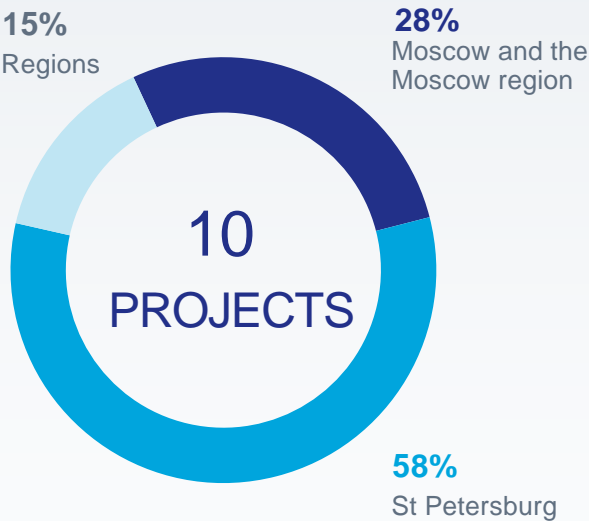 15%
Regions
28%
Moscow and the
Moscow region
10
PROJECTS
58%
St Petersburg